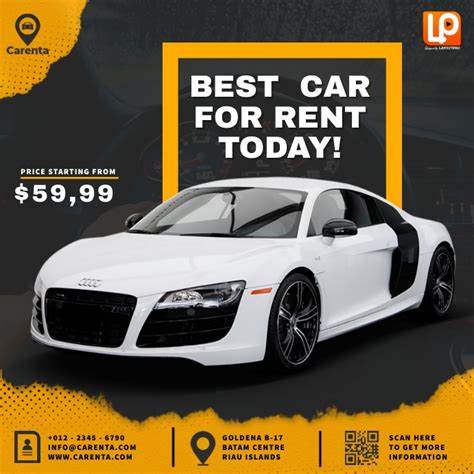 Carenta
LP
BEST CAR
FOR RENT
TODAY!
PRICE STARTING FROM
$59,99
+012 - 2345 - 6790
INFO@CARENTA.COM
WWW.CARENTA.COM
GOLDENA B-17
BATAM CENTRE
RIAU ISLANDS
SCAN HERE
TO GET MORE
INFORMATION